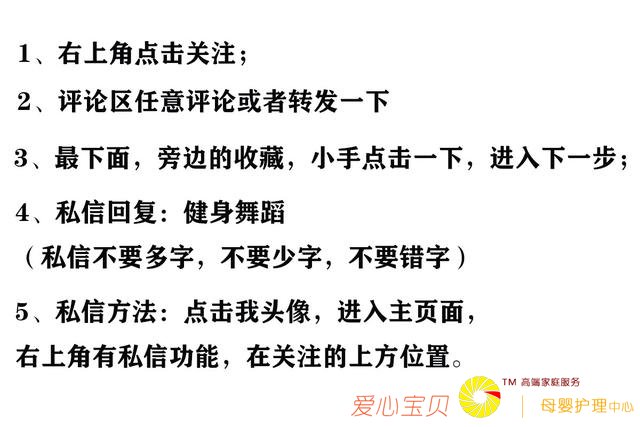 1、右上角点击关注；
2、评论区任意评论或者转发一下
3、最下面，旁边的收藏，小手点击一下，进入下一步；
4、私信回复：健身舞蹈
（私信不要多字，不要少字，不要错字）
5、私信方法：点击我头像，进入主页面，
右上角有私信功能，在关注的上方位置。
爱心宝贝 TM 高端家庭服务 | 母婴护理中心